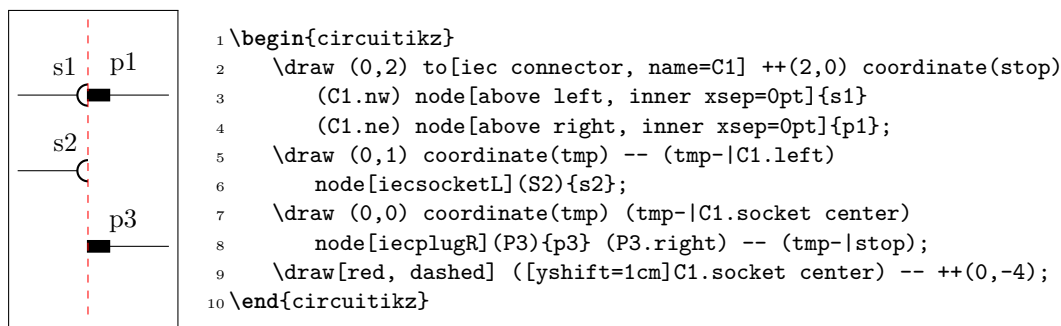 s1 p1
s2
p3
1 \begin{circuitikz}
2     \draw (0,2) to[iec connector, name=C1] ++(2,0) coordinate(stop)
3         (C1.nw) node[above left, inner xsep=0pt]{s1}
4         (C1.ne) node[above right, inner xsep=0pt]{p1};
5     \draw (0,1) coordinate(tmp) -- (tmp-|C1.left)
6         node[iecsocketL](S2){s2};
7     \draw (0,0) coordinate(tmp) (tmp-|C1.socket center)
8         node[iecplugR](P3){p3} (P3.right) -- (tmp-|stop);
9     \draw[red, dashed] ([yshift=1cm]C1.socket center) -- ++(0,-4);
10 \end{circuitikz}